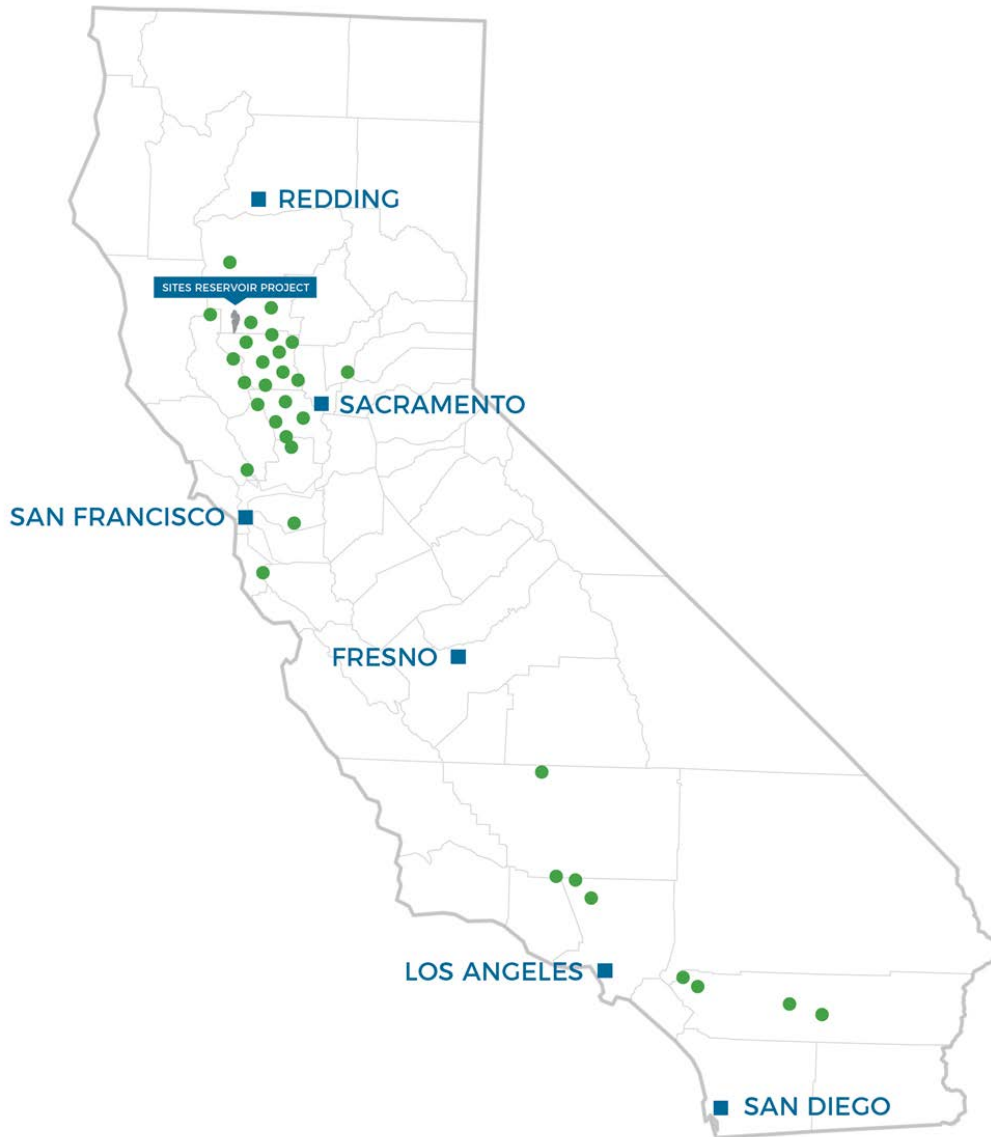 REDDING
SITES RESERVOIR PROJECT
SACRAMENTO
SAN FRANCISCO
FRESNO
LOS ANGELES
SAN DIEGO